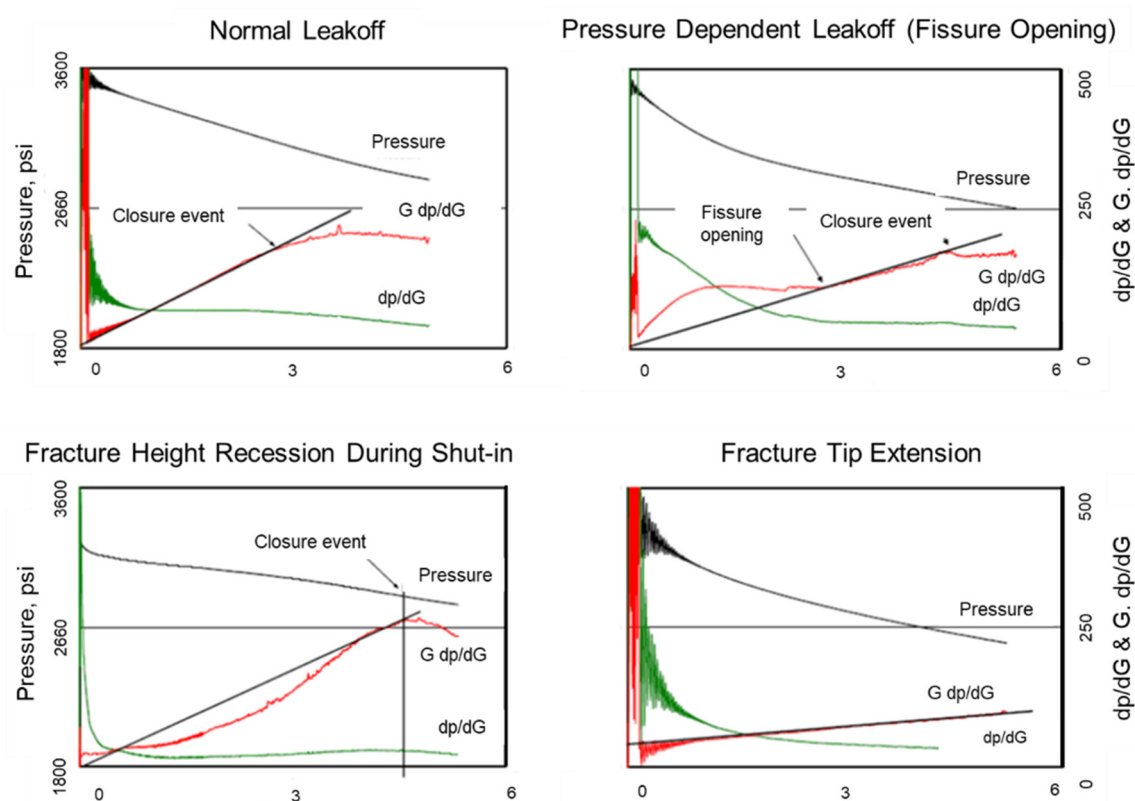 Normal Leakoff
3600
2660
1800
Pressure, psi
Pressure
Closure event
G dp/dG
dp/dG
0
3
6
Pressure Dependent Leakoff (Fissure Opening)
Pressure
Fissure
opening
Closure event
G dp/dG
dp/dG
500
250
0
dp/dG & G. dp/dG
0
3
6
Fracture Height Recession During Shut-in
3600
2660
1800
Pressure, psi
Closure event
Pressure
G dp/dG
dp/dG
0
3
6
Fracture Tip Extension
Pressure
G dp/dG
dp/dG
500
250
0
dp/dG & G. dp/dG
0
3
6